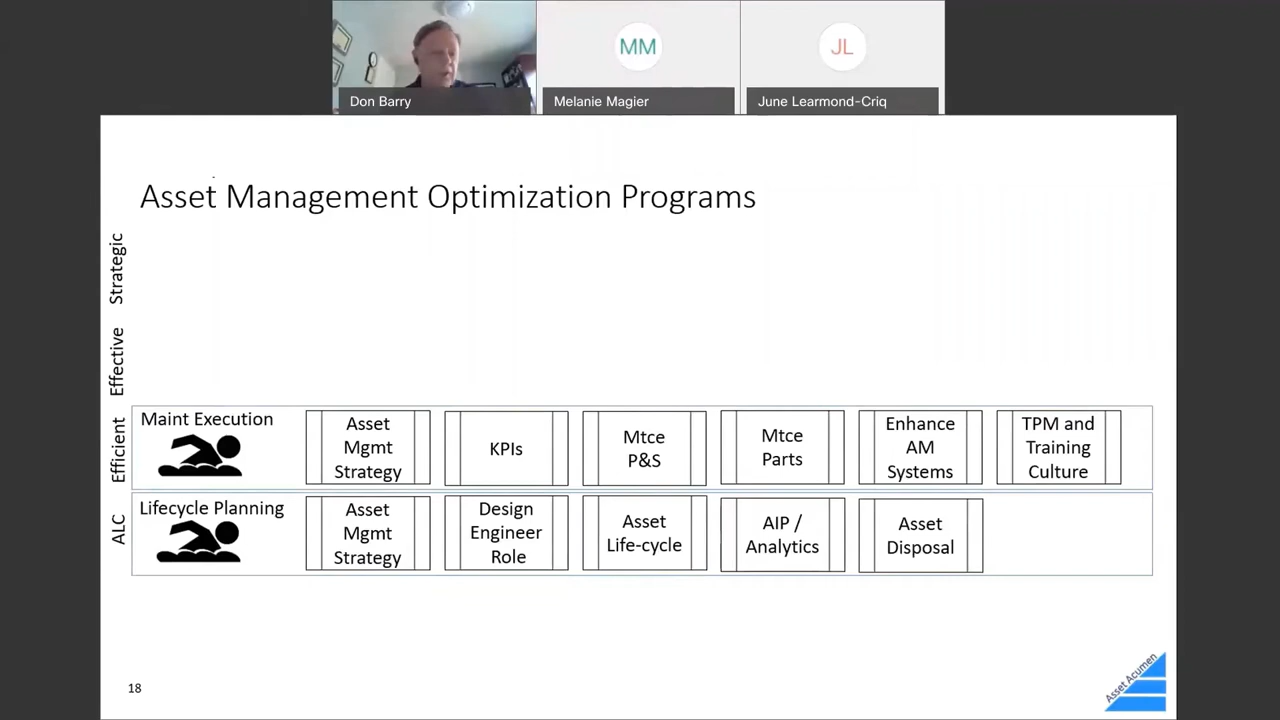 MM
JL
Don Barry
Melanie Magier
June Learmond-Criq
Asset Management Optimization Programs
Strategic
Effective
Efficient
Maint Execution
Asset
Mgmt
Strategy
KPIs
Mtce
P&S
Mtce
Parts
Enhance
AM
Systems
TPM and
Training
Culture
ALC
Lifecycle Planning
Asset
Mgmt
Strategy
Design
Engineer
Role
Asset
Life-cycle
AIP /
Analytics
Asset
Disposal
18
Asset Acumen